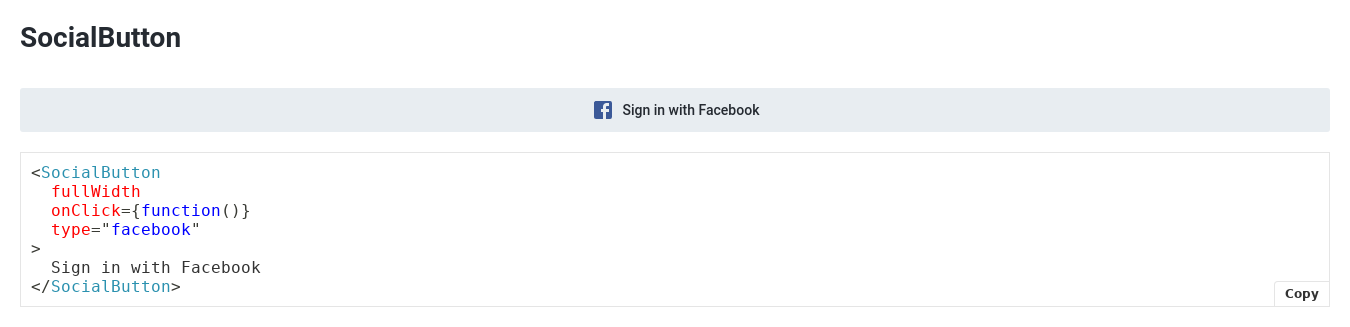 SocialButton
Sign in with Facebook
<SocialButton
  fullWidth
  onClick={function()}
  type="facebook"
>
  Sign in with Facebook
</SocialButton>
Copy